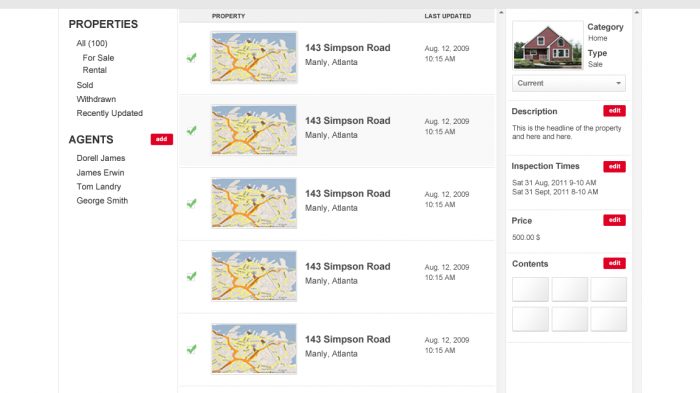 PROPERTIES
All (100)
For Sale
Rental
Sold
Withdrawn
Recently Updated
AGENTS
add
Dorell James
James Erwin
Tom Landry
George Smith
PROPERTY
LAST UPDATED
143 Simpson Road
Manly, Atlanta
Aug. 12, 2009
10:15 AM
143 Simpson Road
Manly, Atlanta
Aug. 12, 2009
10:15 AM
143 Simpson Road
Manly, Atlanta
Aug. 12, 2009
10:15 AM
143 Simpson Road
Manly, Atlanta
Aug. 12, 2009
10:15 AM
143 Simpson Road
Manly, Atlanta
Aug. 12, 2009
10:15 AM
Category
Home
Type
Sale
Current
Description
edit
This is the headline of the property
and here and here.
Inspection Times
edit
Sat 31 Aug, 2011 9-10 AM
Sat 31 Sept, 2011 8-10 AM
Price
edit
500.00 $
Contents
edit